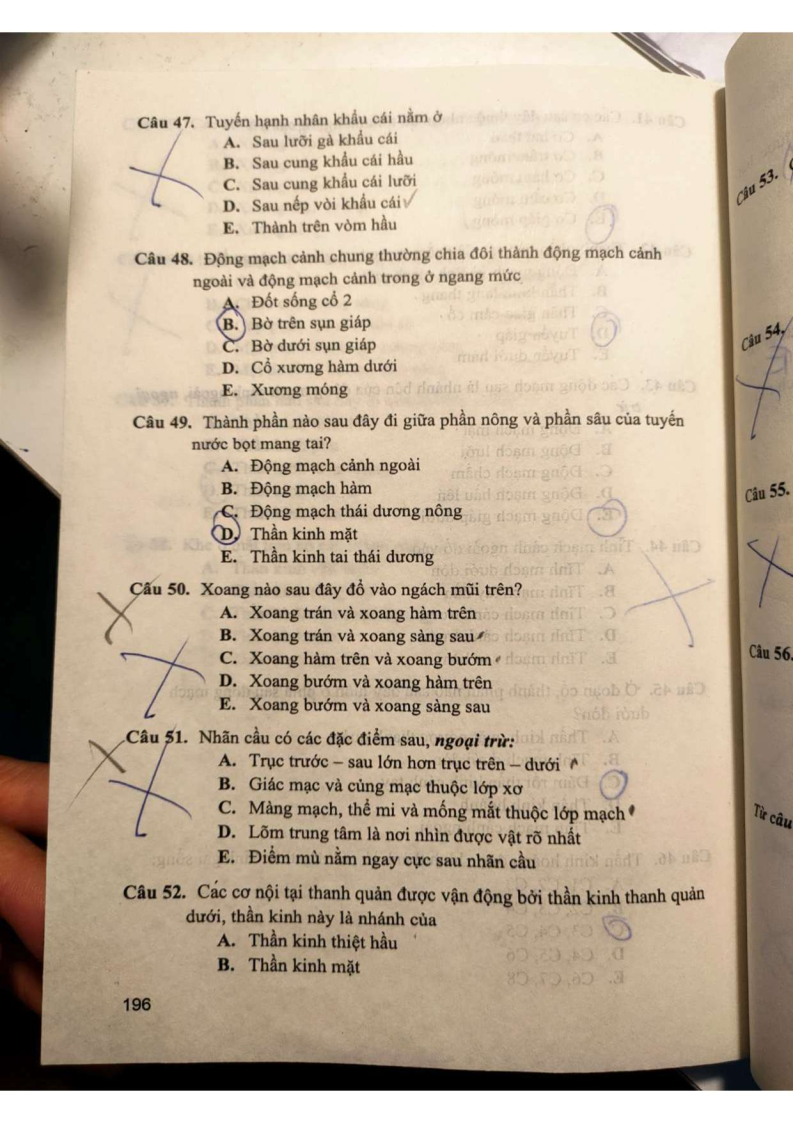 Câu 47. Tuyến hạnh nhân khẩu cái nằm ở
A. Sau lưỡi gà khẩu cái
B. Sau cung khẩu cái hầu
C. Sau cung khẩu cái lưỡi
D. Sau nếp vòi khẩu cái
E. Thành trên vòm hầu
Câu 48. Động mạch cảnh chung thường chia đôi thành động mạch cảnh
ngoài và động mạch cảnh trong ở ngang mức
A. Đốt sống cổ 2
B. Bờ trên sụn giáp
C. Bờ dưới sụn giáp
D. Cổ xương hàm dưới
E. Xương móng
Câu 49. Thành phần nào sau đây đi giữa phần nông và phần sâu của tuyến
nước bọt mang tai?
A. Động mạch cảnh ngoài
B. Động mạch hàm
C. Động mạch thái dương nông
D. Thần kinh mặt
E. Thần kinh tai thái dương
Câu 50. Xoang nào sau đây đổ vào ngách mũi trên?
A. Xoang trán và xoang hàm trên
B. Xoang trán và xoang sàng sau
C. Xoang hàm trên và xoang bướm
D. Xoang bướm và xoang hàm trên
E. Xoang bướm và xoang sàng sau
Câu 51. Nhãn cầu có các đặc điểm sau, ngoại trừ:
A. Trục trước – sau lớn hơn trục trên – dưới
B. Giác mạc và củng mạc thuộc lớp xơ
C. Màng mạch, thể mi và mống mắt thuộc lớp mạch
D. Lõm trung tâm là nơi nhìn được vật rõ nhất
E. Điểm mù nằm ngay cực sau nhãn cầu
Câu 52. Các cơ nội tại thanh quản được vận động bởi thần kinh thanh quản
dưới, thần kinh này là nhánh của
A. Thần kinh thiệt hầu
B. Thần kinh mặt
196
Câu 53.
Câu 54.
Câu 55.
Câu 56.
Từ câu